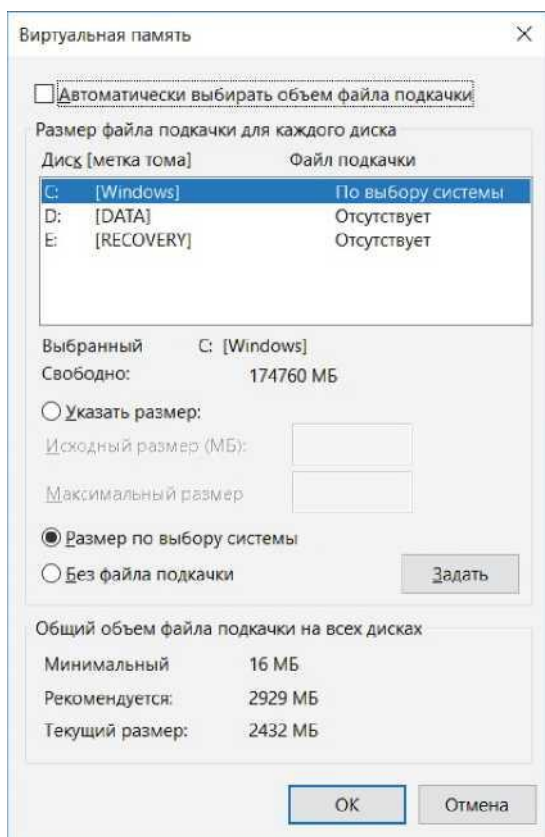 Виртуальная память
Автоматически выбирать объем файла подкачки
Размер файла подкачки для каждого диска
Диск [метка тома] Файл подкачки
C: [Windows] По выбору системы
D: [DATA] Отсутствует
E: [RECOVERY] Отсутствует
Выбранный C: [Windows]
Свободно: 174760 МБ
Указать размер:
Исходный размер (МБ):
Максимальный размер
Размер по выбору системы
Без файла подкачки
Задать
Общий объем файла подкачки на всех дисках
Минимальный 16 МБ
Рекомендуется: 2929 МБ
Текущий размер: 2432 МБ
ОК Отмена